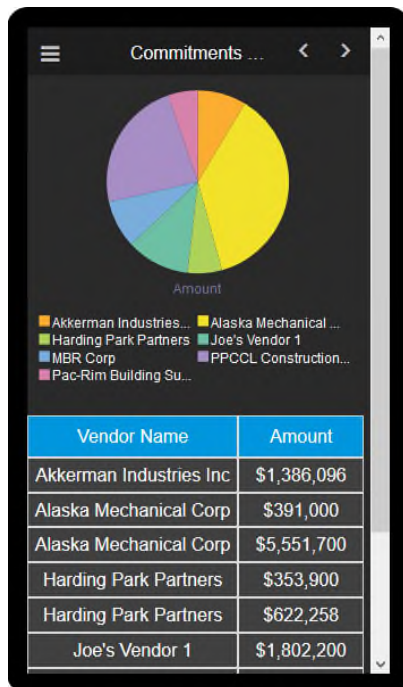 Commitments ...
Amount
Akkerman Industries... Alaska Mechanical ...
Harding Park Partners Joe's Vendor 1
MBR Corp PPCCL Construction...
Pac-Rim Building Su...
Vendor Name Amount
Akkerman Industries Inc $1,386,096
Alaska Mechanical Corp $391,000
Alaska Mechanical Corp $5,551,700
Harding Park Partners $353,900
Harding Park Partners $622,258
Joe's Vendor 1 $1,802,200